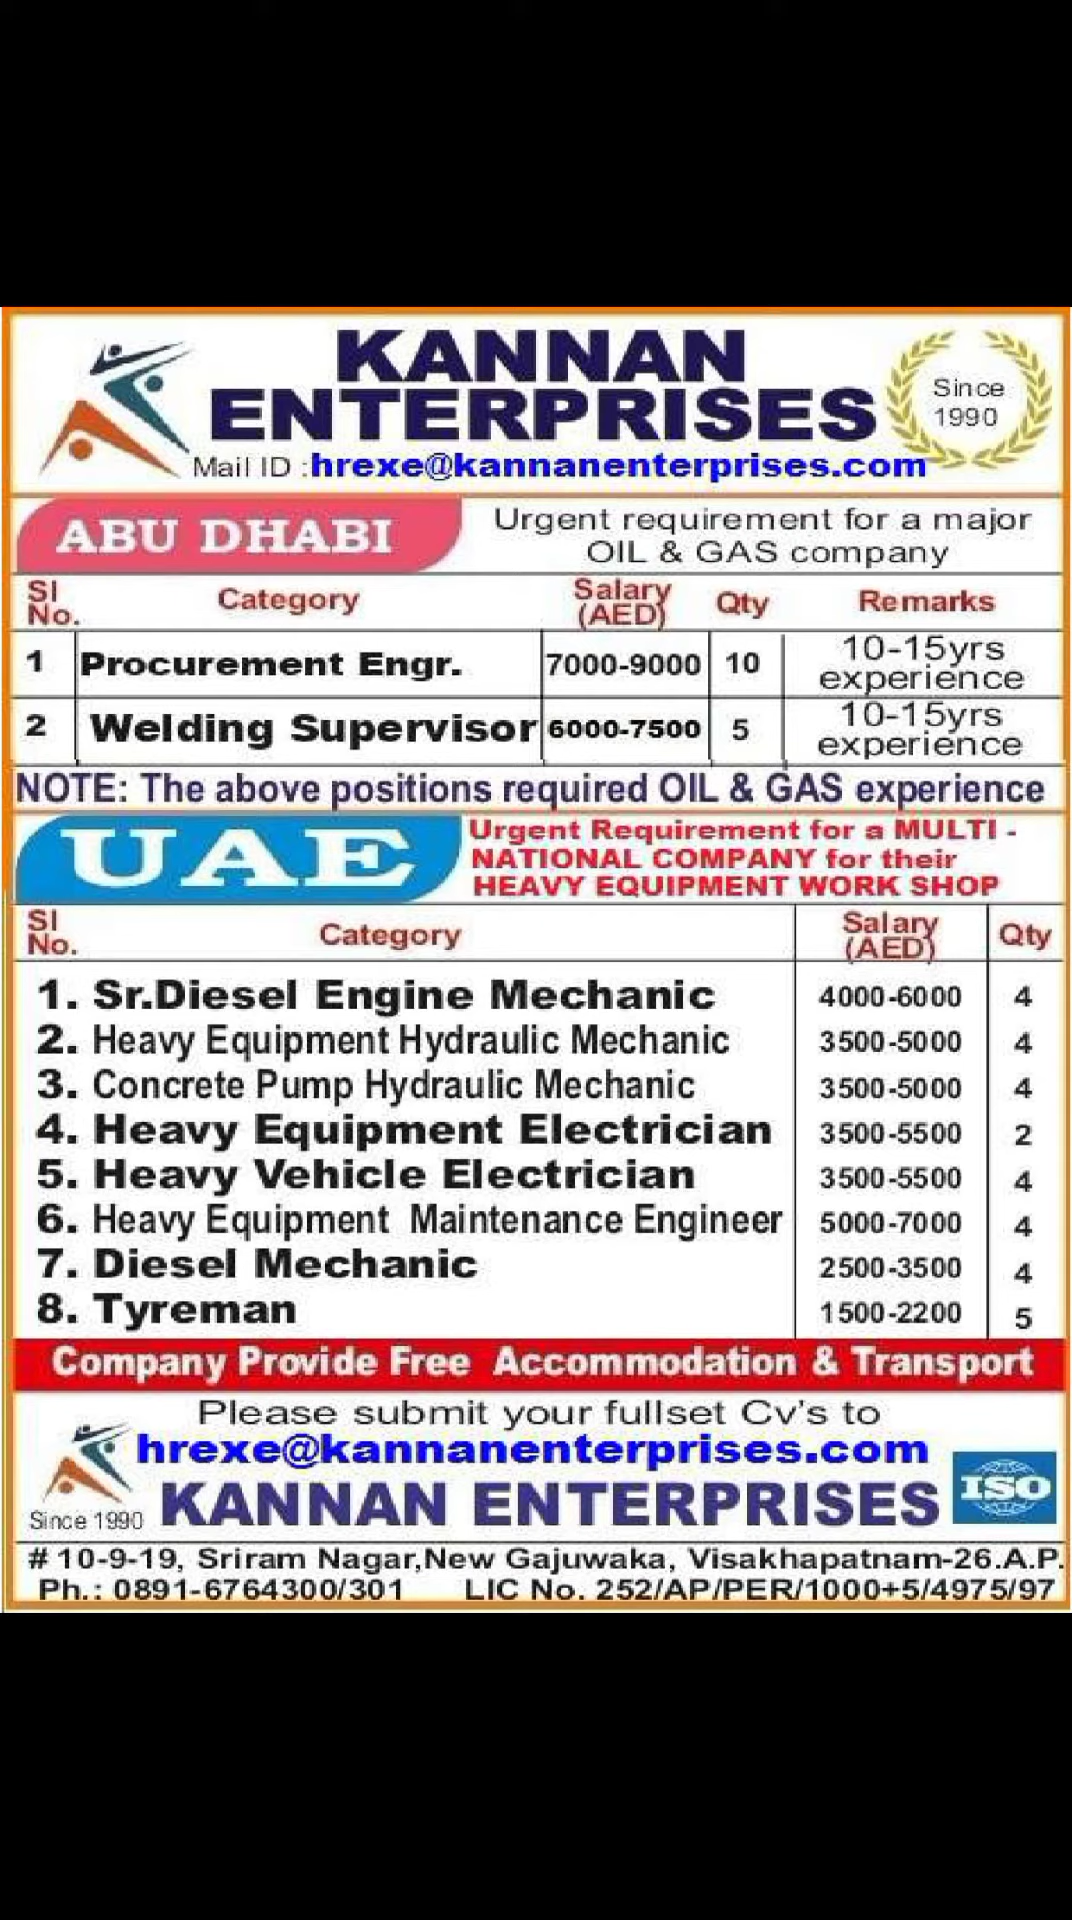 KANNAN
ENTERPRISES
Since
1990
Mail ID :hrexe@kannanenterprises.com
ABU DHABI
Urgent requirement for a major
OIL & GAS company
SI No. Category Salary (AED) Qty Remarks
1 Procurement Engr. 7000-9000 10 10-15yrs experience
2 Welding Supervisor 6000-7500 5 10-15yrs experience
NOTE: The above positions required OIL & GAS experience
UAE
Urgent Requirement for a MULTI -
NATIONAL COMPANY for their
HEAVY EQUIPMENT WORK SHOP
SI No. Category Salary (AED) Qty
1. Sr.Diesel Engine Mechanic 4000-6000 4
2. Heavy Equipment Hydraulic Mechanic 3500-5000 4
3. Concrete Pump Hydraulic Mechanic 3500-5000 4
4. Heavy Equipment Electrician 3500-5500 2
5. Heavy Vehicle Electrician 3500-5500 4
6. Heavy Equipment Maintenance Engineer 5000-7000 4
7. Diesel Mechanic 2500-3500 4
8. Tyreman 1500-2200 5
Company Provide Free Accommodation & Transport
Please submit your fullset Cv's to
hrexe@kannanenterprises.com
Since 1990 KANNAN ENTERPRISES
ISO
# 10-9-19, Sriram Nagar,New Gajuwaka, Visakhapatnam-26.A.P.
Ph.: 0891-6764300/301 LIC No. 252/AP/PER/1000+5/4975/97